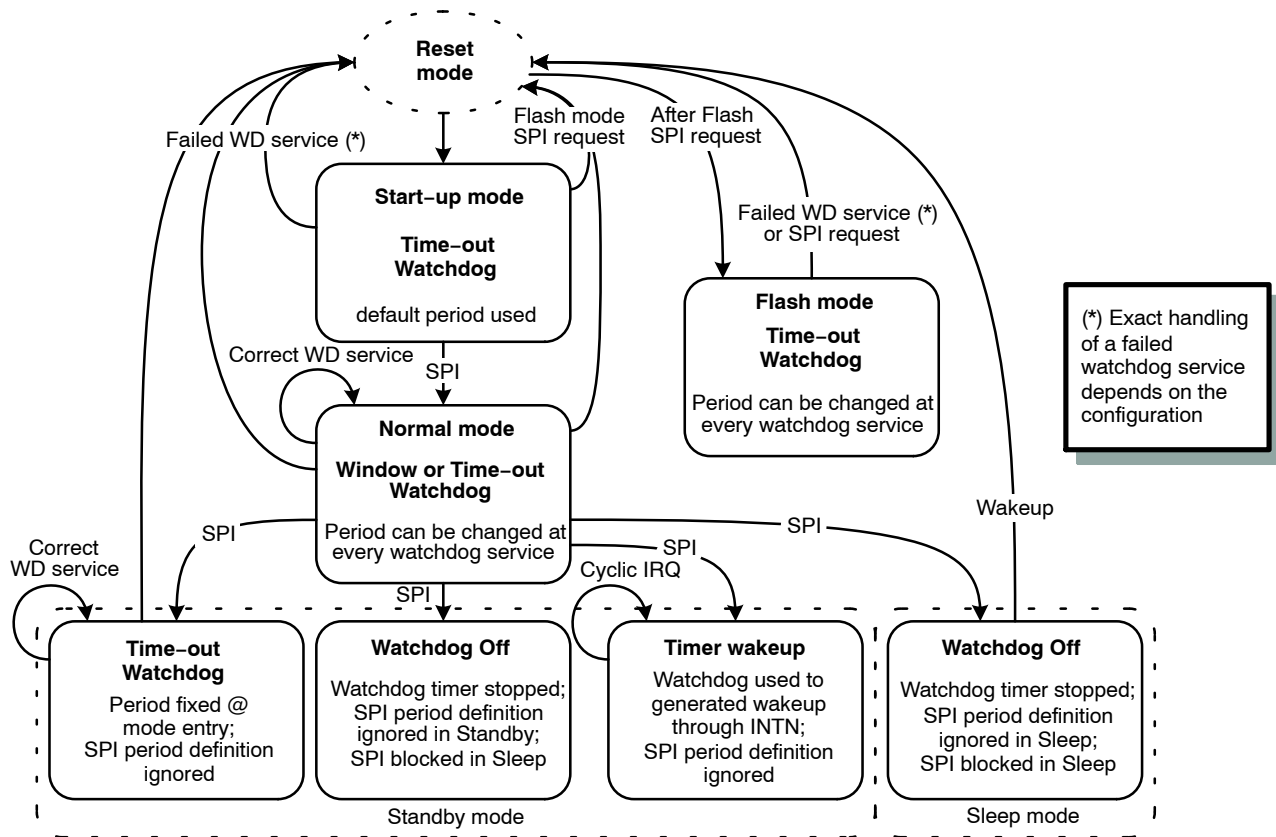 Reset
mode
Failed WD service (*)
Flash mode
SPI request
After Flash
SPI request
Start−up mode
Time−out
Watchdog
default period used
Failed WD service (*)
or SPI request
Flash mode
Time−out
Watchdog
Period can be changed at
every watchdog service
(*) Exact handling
of a failed
watchdog service
depends on the
configuration
Correct WD service
SPI
Normal mode
Window or Time−out
Watchdog
Period can be changed at
every watchdog service
Wakeup
SPI
SPI
SPI
SPI
Correct
WD service
Cyclic IRQ
Time−out
Watchdog
Period fixed @
mode entry;
SPI period definition
ignored
Watchdog Off
Watchdog timer stopped;
SPI period definition
ignored in Standby;
SPI blocked in Sleep
Timer wakeup
Watchdog used to
generated wakeup
through INTN;
SPI period definition
ignored
Watchdog Off
Watchdog timer stopped;
SPI period definition
ignored in Sleep;
SPI blocked in Sleep
Standby mode
Sleep mode